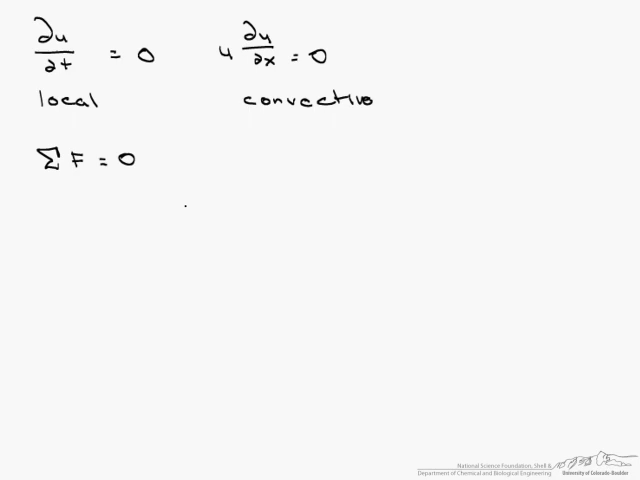 ∂u/∂t = 0    u ∂u/∂x = 0
local    convective
Σ F = 0
National Science Foundation, Shell &
Department of Chemical and Biological Engineering
University of Colorado-Boulder